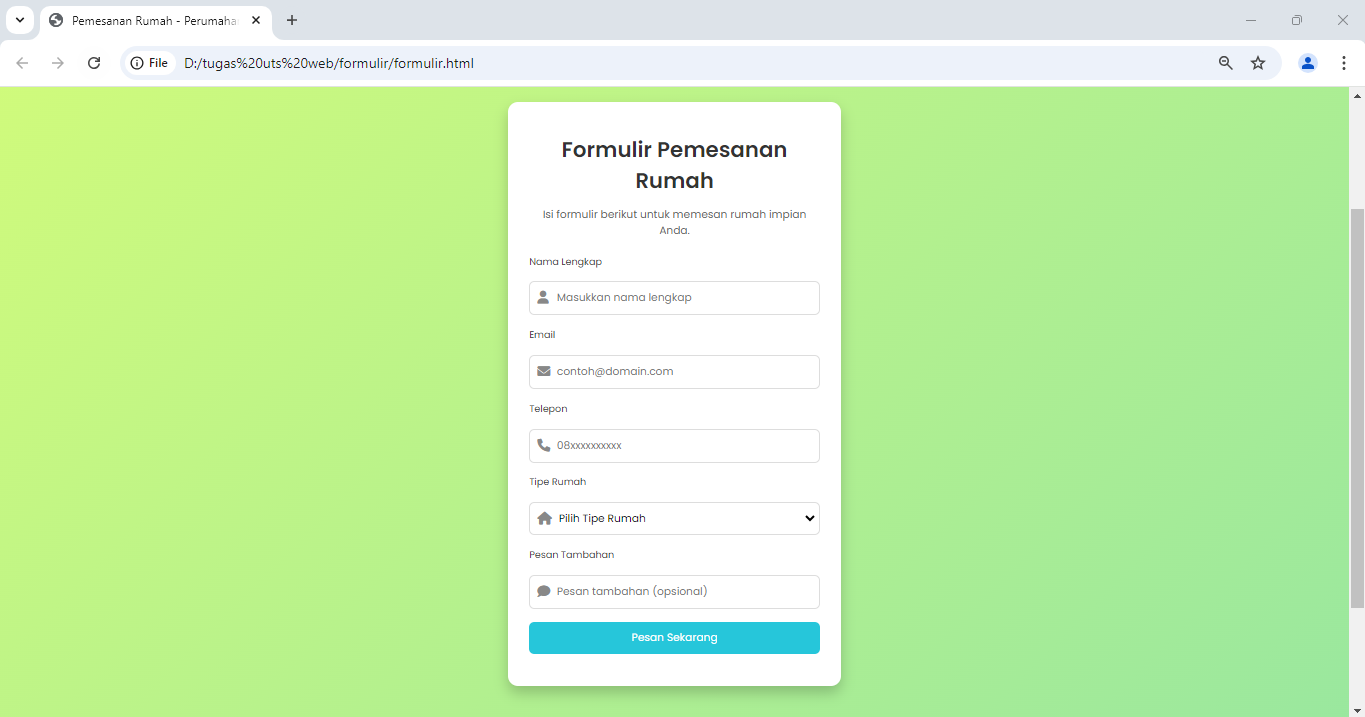 Pemesanan Rumah - Perumaha
File
D:/tugas%20uts%20web/formulir/formulir.html
Formulir Pemesanan
Rumah
Isi formulir berikut untuk memesan rumah impian
Anda.
Nama Lengkap
Masukkan nama lengkap
Email
contoh@domain.com
Telepon
08xxxxxxxxxx
Tipe Rumah
Pilih Tipe Rumah
Pesan Tambahan
Pesan tambahan (opsional)
Pesan Sekarang